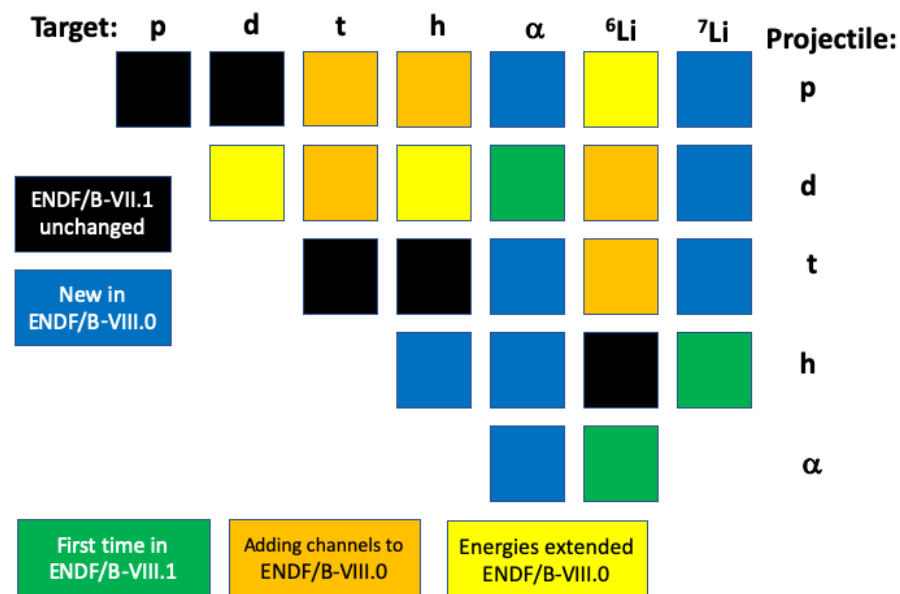 Target: p d t h α ⁶Li ⁷Li Projectile:
p
d
ENDF/B-VII.1
unchanged
t
New in
ENDF/B-VIII.0
h
α
First time in
ENDF/B-VIII.1
Adding channels to
ENDF/B-VIII.0
Energies extended
ENDF/B-VIII.0